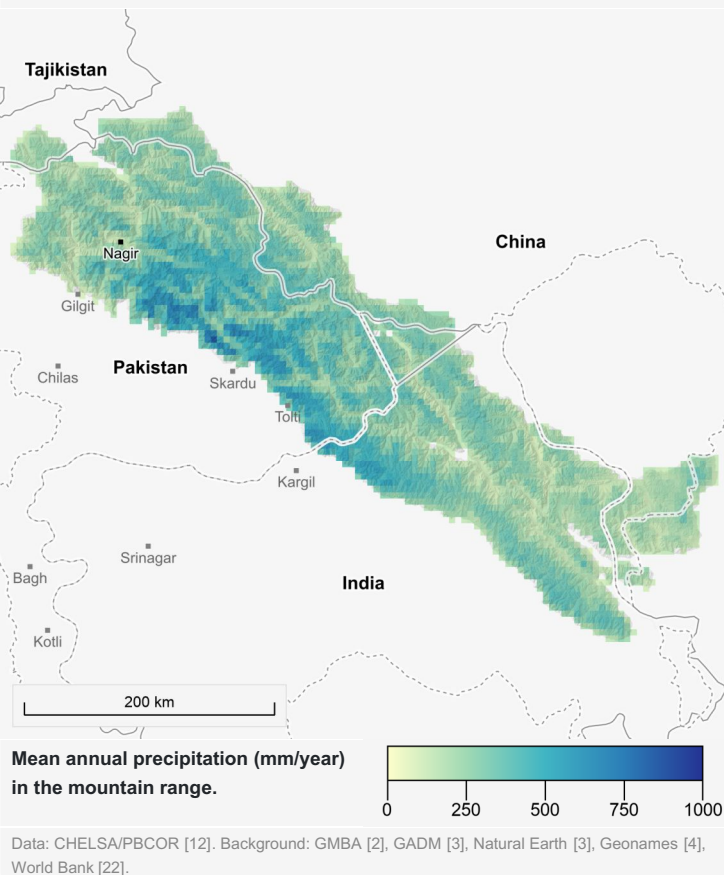 Tajikistan
China
Nagir
Gilgit
Pakistan
Chilas
Skardu
Tolti
Kargil
Srinagar
India
Bagh
Kotli
200 km
Mean annual precipitation (mm/year)
in the mountain range.
0 250 500 750 1000
Data: CHELSA/PBCOR [12]. Background: GMBA [2], GADM [3], Natural Earth [3], Geonames [4],
World Bank [22].